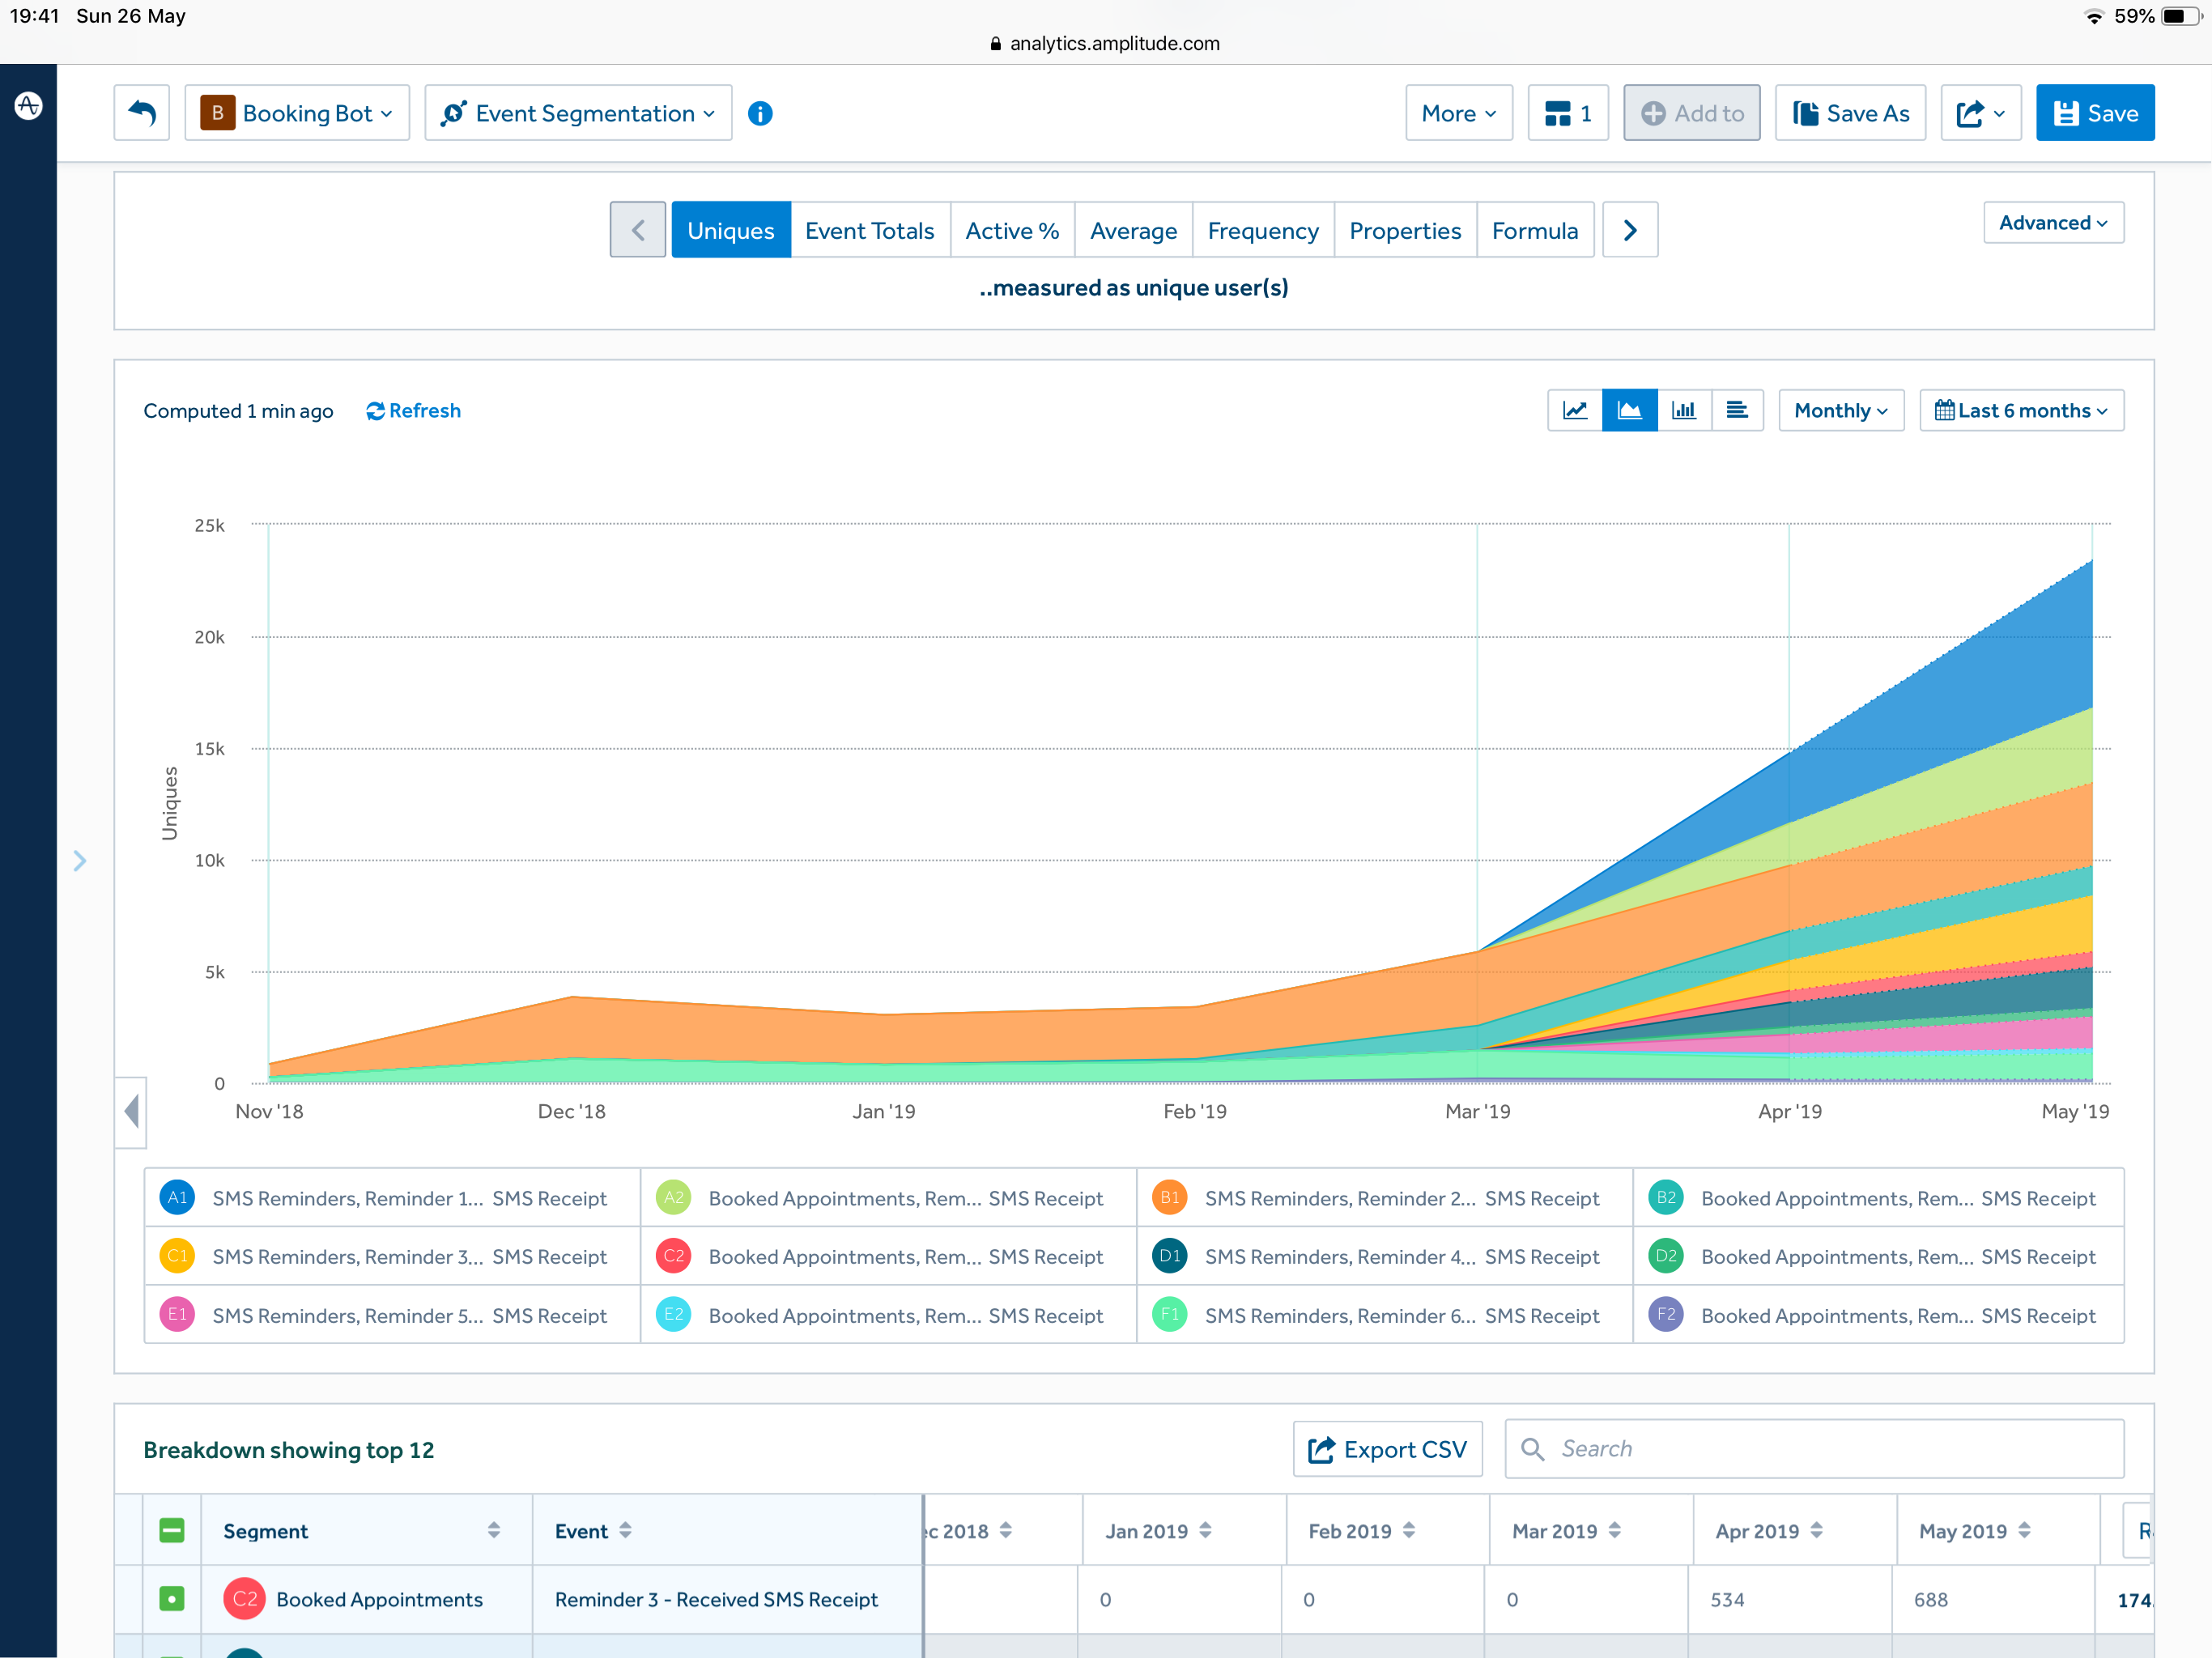 19:41 Sun 26 May
59%
analytics.amplitude.com
B Booking Bot
Event Segmentation
More
1
Add to
Save As
Save
Uniques
Event Totals
Active %
Average
Frequency
Properties
Formula
Advanced
..measured as unique user(s)
Computed 1 min ago
Refresh
Monthly
Last 6 months
25k
20k
15k
10k
5k
0
Uniques
Nov '18
Dec '18
Jan '19
Feb '19
Mar '19
Apr '19
May '19
A1 SMS Reminders, Reminder 1... SMS Receipt
A2 Booked Appointments, Rem... SMS Receipt
B1 SMS Reminders, Reminder 2... SMS Receipt
B2 Booked Appointments, Rem... SMS Receipt
C1 SMS Reminders, Reminder 3... SMS Receipt
C2 Booked Appointments, Rem... SMS Receipt
D1 SMS Reminders, Reminder 4... SMS Receipt
D2 Booked Appointments, Rem... SMS Receipt
E1 SMS Reminders, Reminder 5... SMS Receipt
E2 Booked Appointments, Rem... SMS Receipt
F1 SMS Reminders, Reminder 6... SMS Receipt
F2 Booked Appointments, Rem... SMS Receipt
Breakdown showing top 12
Export CSV
Search
Segment
Event
c 2018
Jan 2019
Feb 2019
Mar 2019
Apr 2019
May 2019
R
C2 Booked Appointments
Reminder 3 - Received SMS Receipt
0
0
0
534
688
174